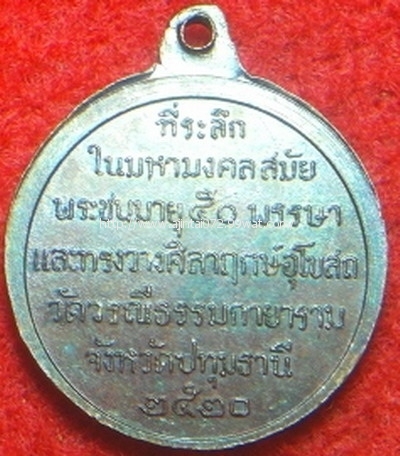 ที่ระลึก
ในมหามงคลสมัย
พระชนมายุ ๕๐ พรรษา
และทรงวางศิลาฤกษ์อุโบสถ
วัดวรณีธรรมกายาราม
จังหวัดปทุมธานี
๒๕๒๐